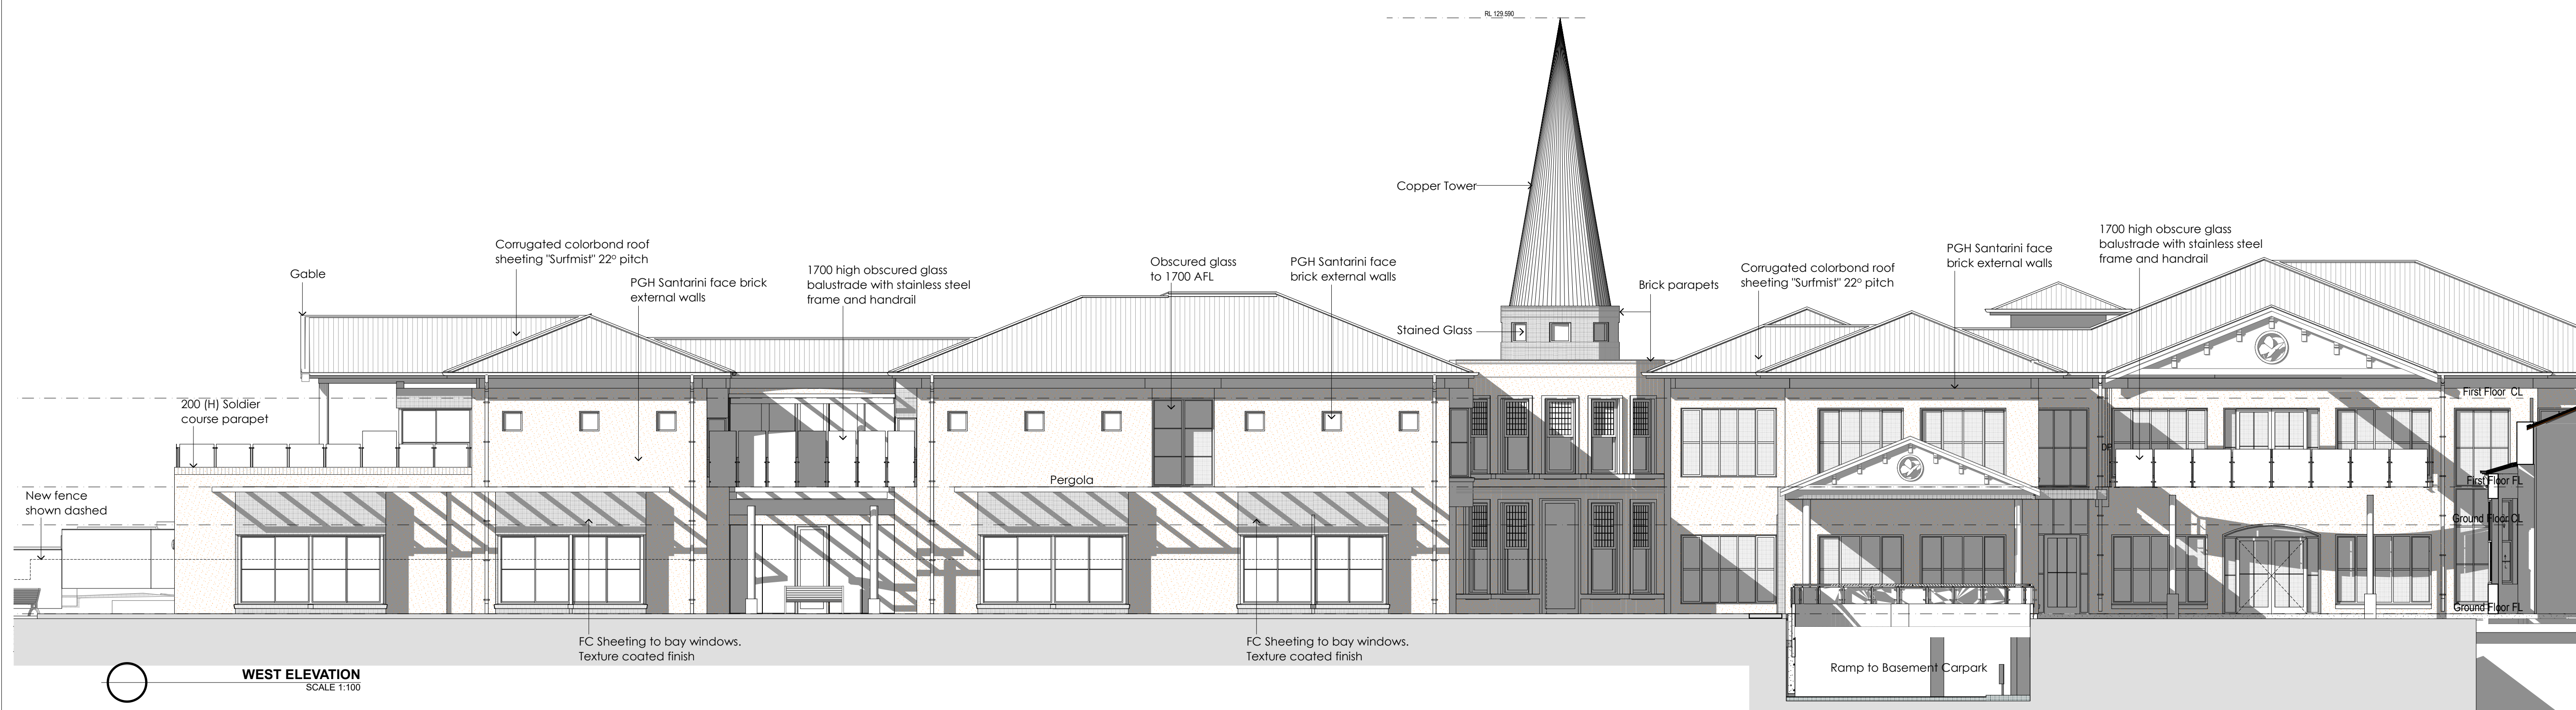 RL 129.590
Copper Tower
Gable
Corrugated colorbond roof
sheeting "Surfmist" 22º pitch
PGH Santarini face brick
external walls
1700 high obscured glass
balustrade with stainless steel
frame and handrail
Obscured glass
to 1700 AFL
PGH Santarini face
brick external walls
Stained Glass
Brick parapets
Corrugated colorbond roof
sheeting "Surfmist" 22º pitch
PGH Santarini face
brick external walls
1700 high obscure glass
balustrade with stainless steel
frame and handrail
200 (H) Soldier
course parapet
New fence
shown dashed
Pergola
First Floor CL
DP
First Floor FL
Ground Floor CL
Ground Floor FL
FC Sheeting to bay windows.
Texture coated finish
FC Sheeting to bay windows.
Texture coated finish
Ramp to Basement Carpark
WEST ELEVATION
SCALE 1:100